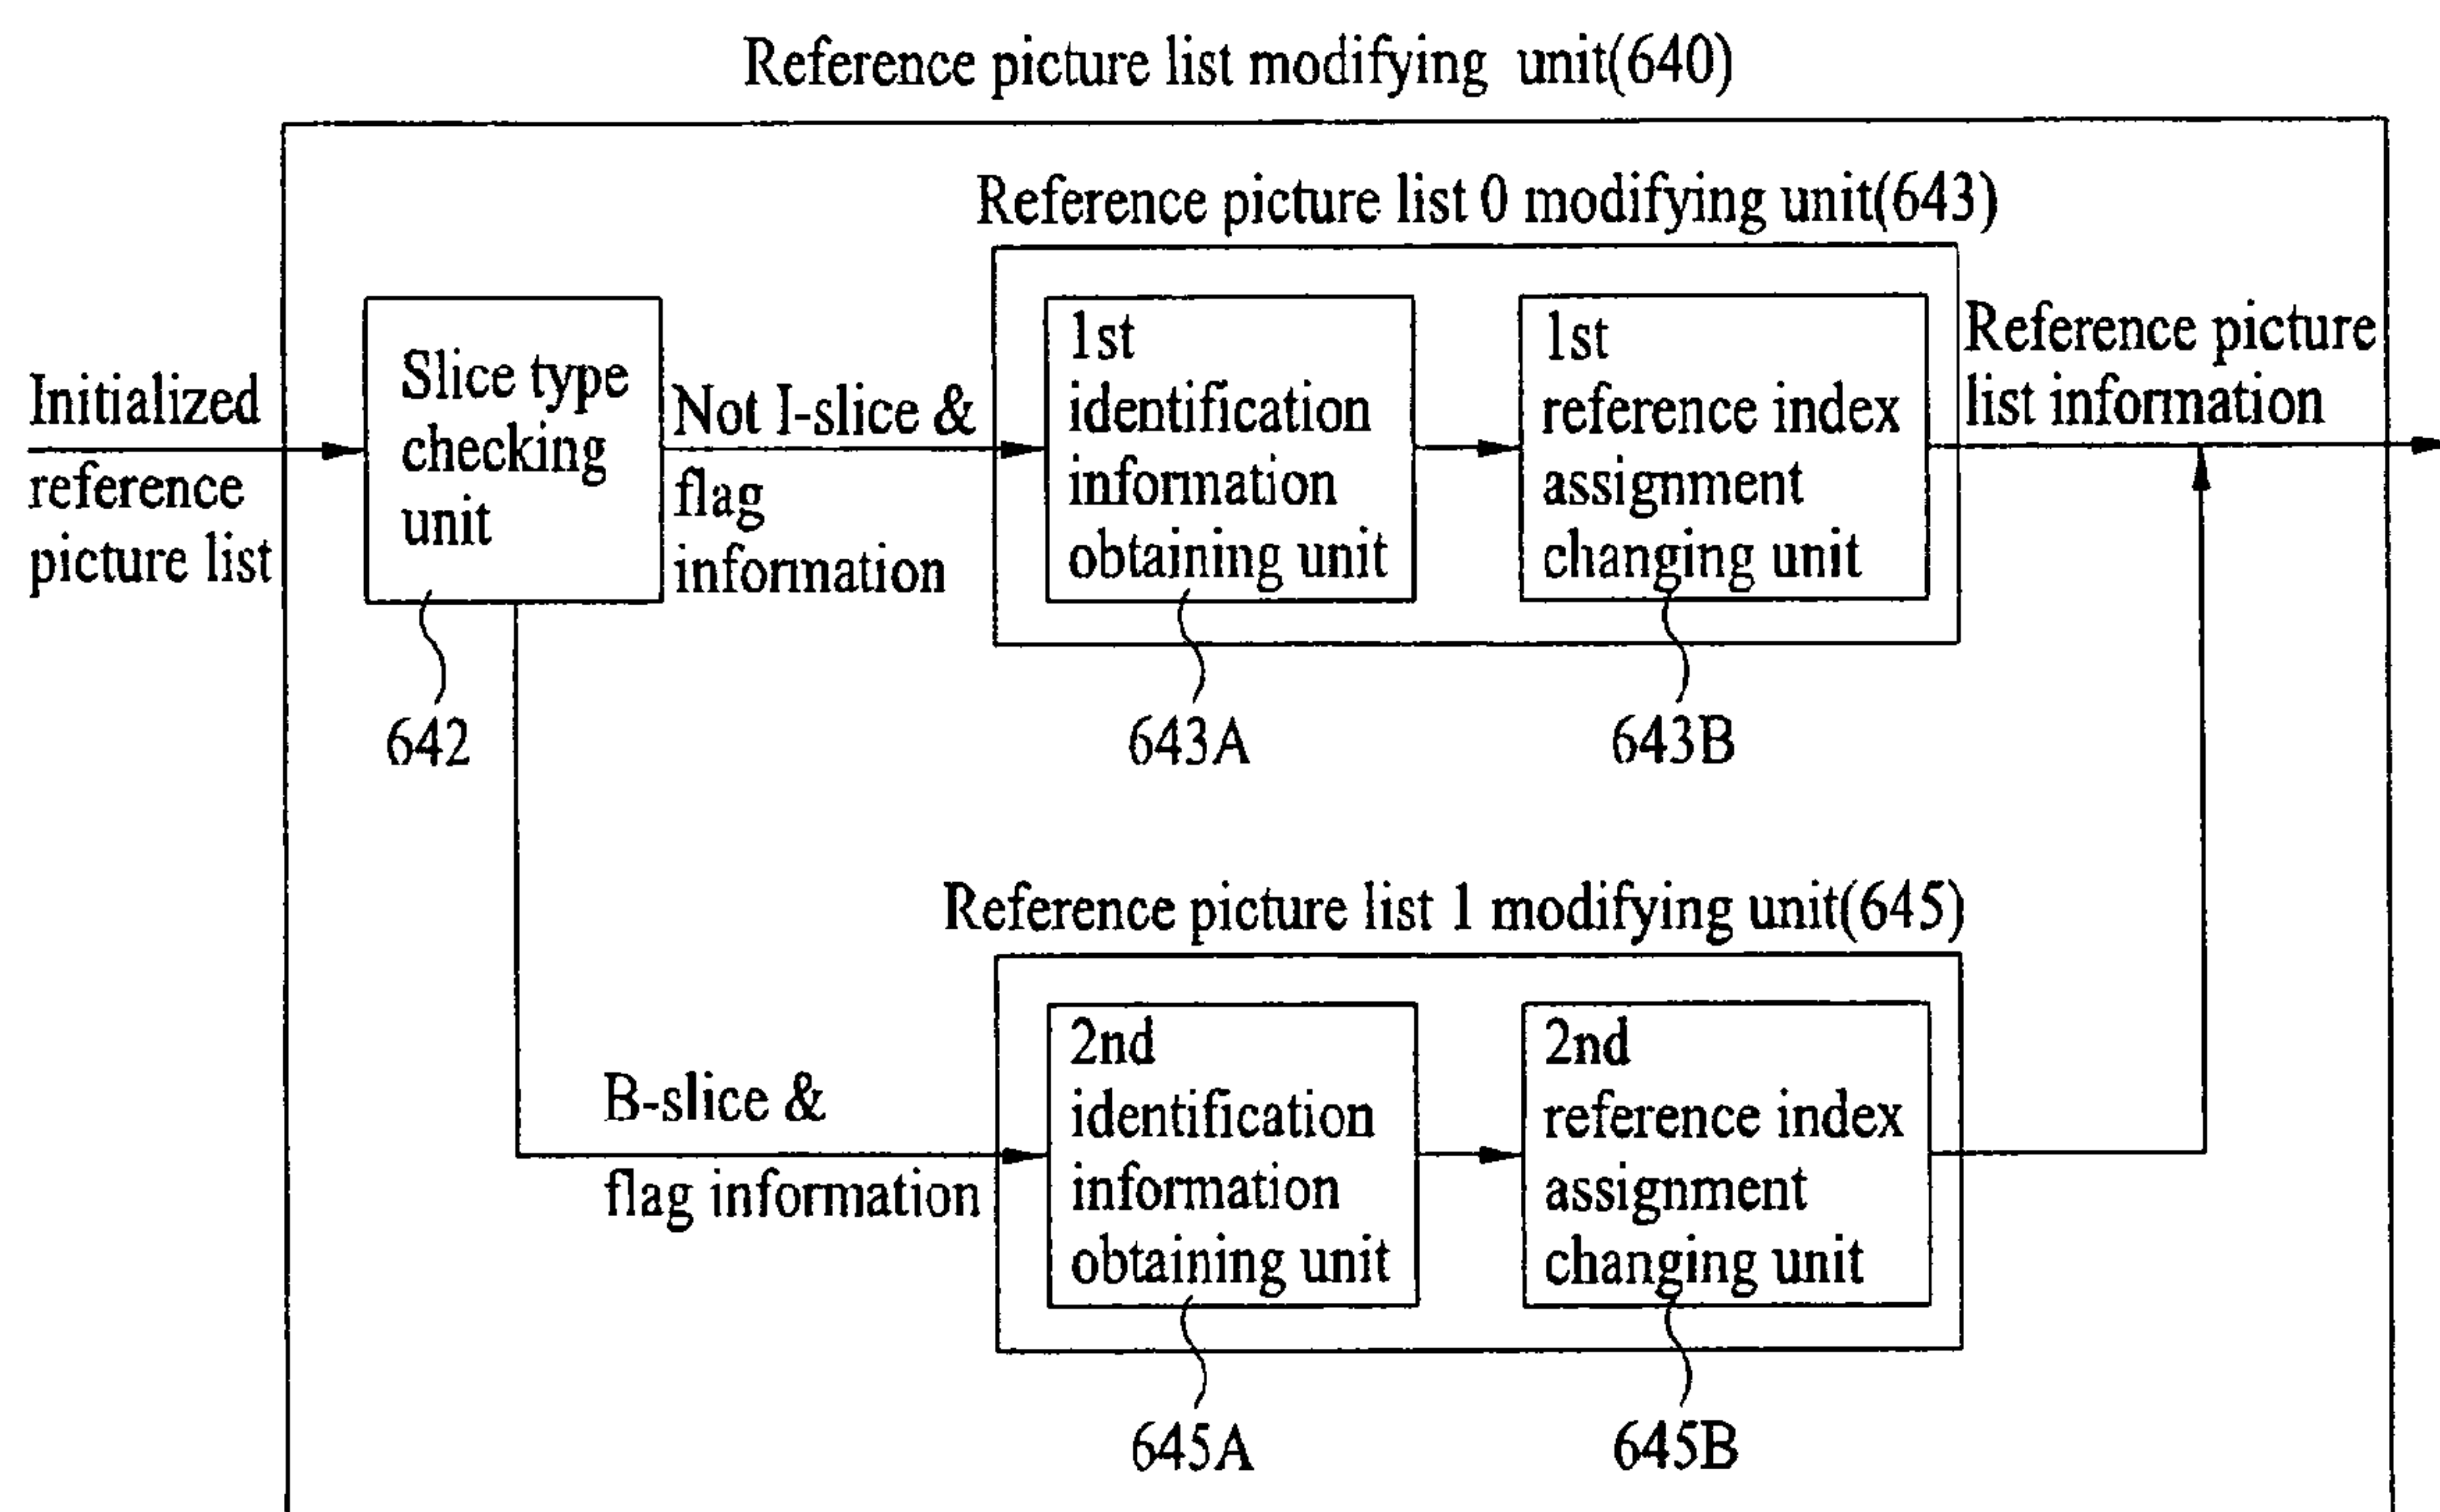 Reference picture list modifying unit(640)
Reference picture list 0 modifying unit(643)
Initialized
reference
picture list
Slice type
checking
unit
642
Not I-slice &
flag
information
1st
identification
information
obtaining unit
643A
1st
reference index
assignment
changing unit
643B
Reference picture
list information
Reference picture list 1 modifying unit(645)
B-slice &
flag information
2nd
identification
information
obtaining unit
645A
2nd
reference index
assignment
changing unit
645B